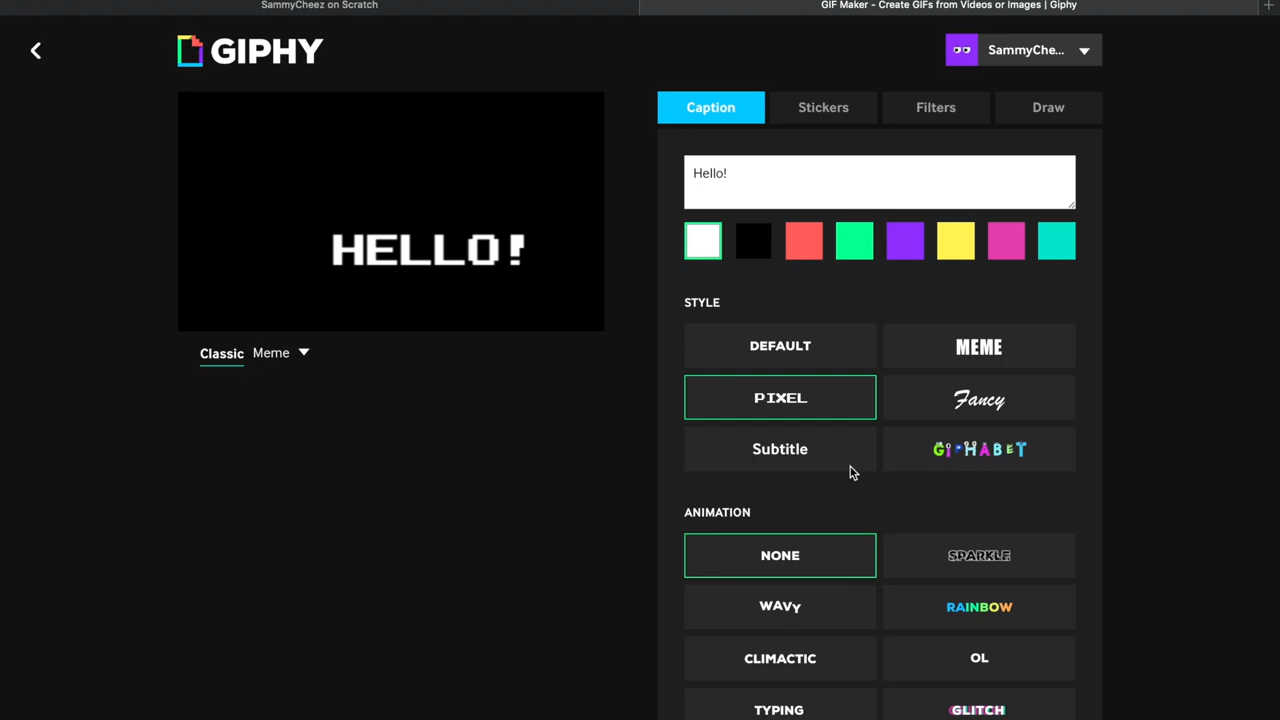 SammyCheez on Scratch
GIF Maker - Create GIFs from Videos or Images | Giphy
GIPHY
SammyChee...
Caption
Stickers
Filters
Draw
HELLO!
Hello!
Classic
Meme
STYLE
DEFAULT
MEME
PIXEL
Fancy
Subtitle
GIPHABET
ANIMATION
NONE
SPARKLE
WAVY
RAINBOW
CLIMACTIC
OL
TYPING
GLITCH